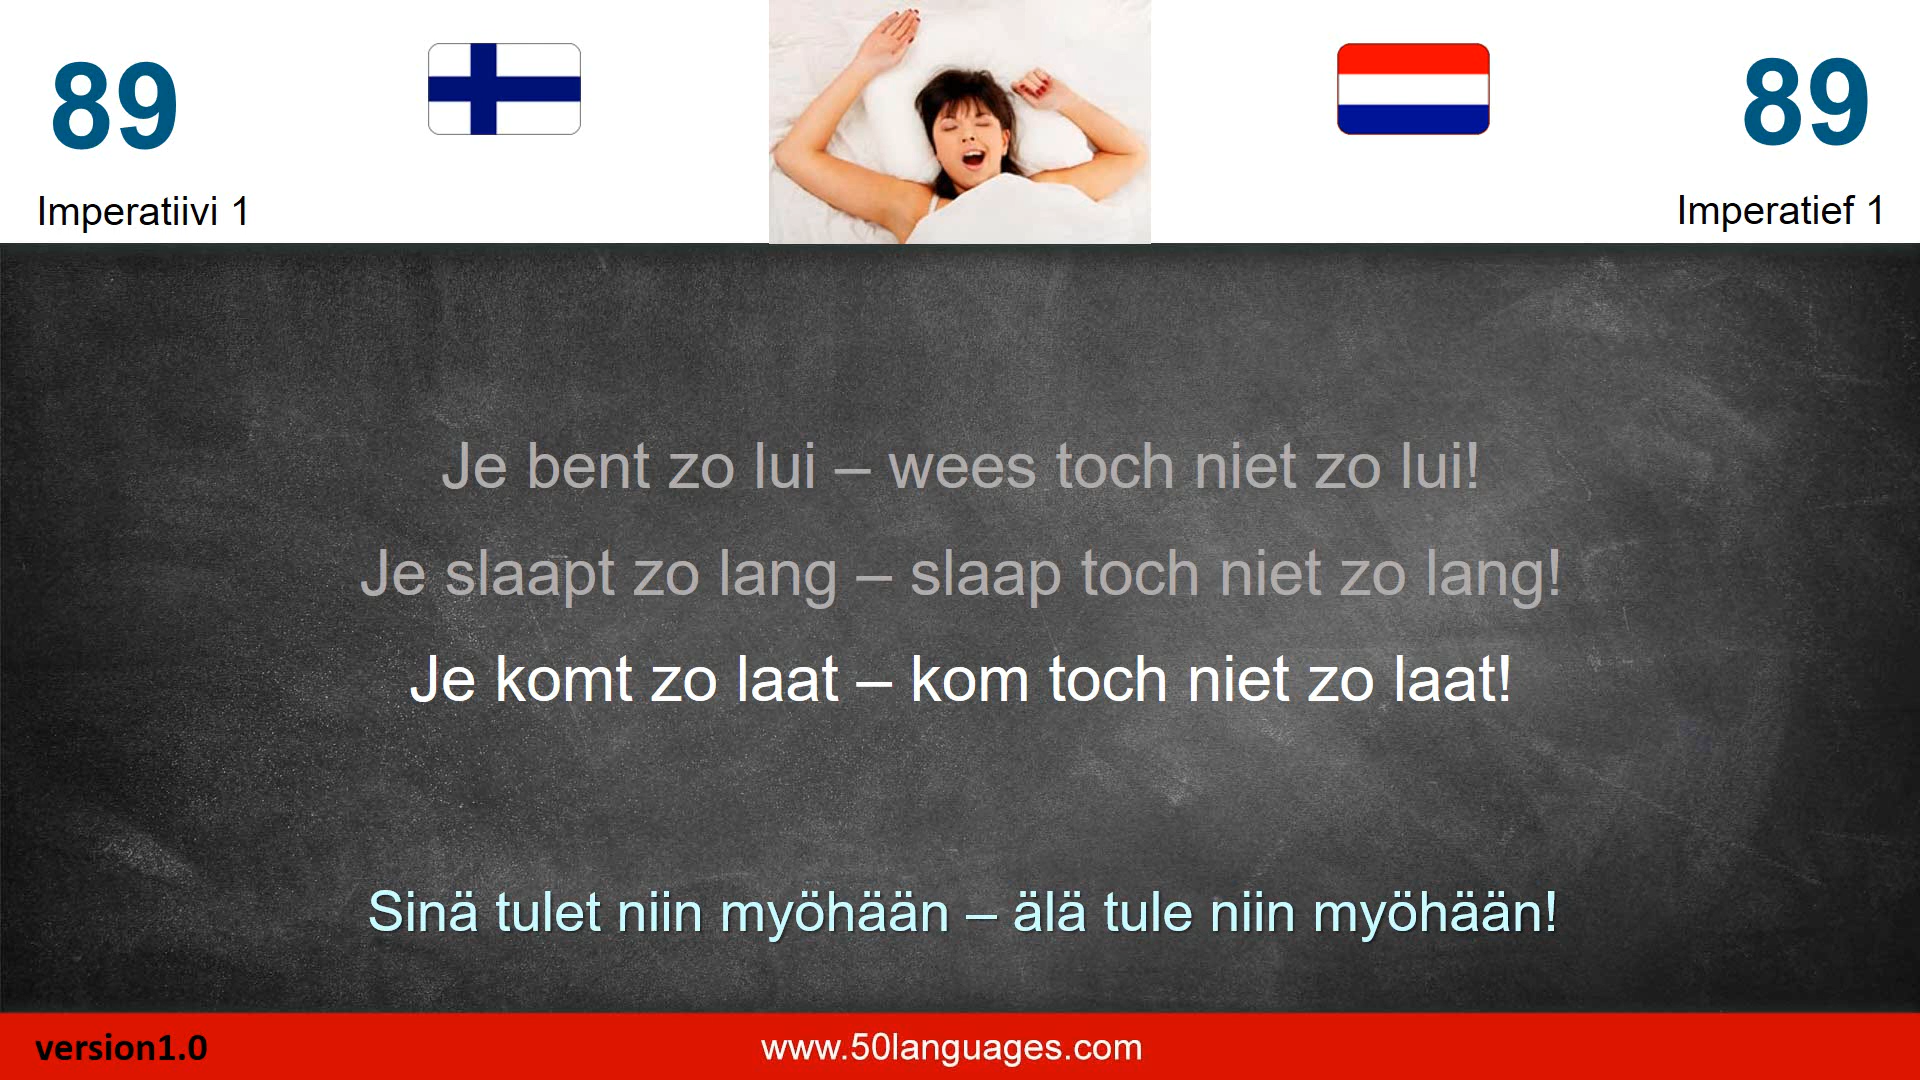 89
89
Imperatiivi 1
Imperatief 1
Je bent zo lui – wees toch niet zo lui!
Je slaapt zo lang – slaap toch niet zo lang!
Je komt zo laat – kom toch niet zo laat!
Sinä tulet niin myöhään – älä tule niin myöhään!
version1.0
www.50languages.com